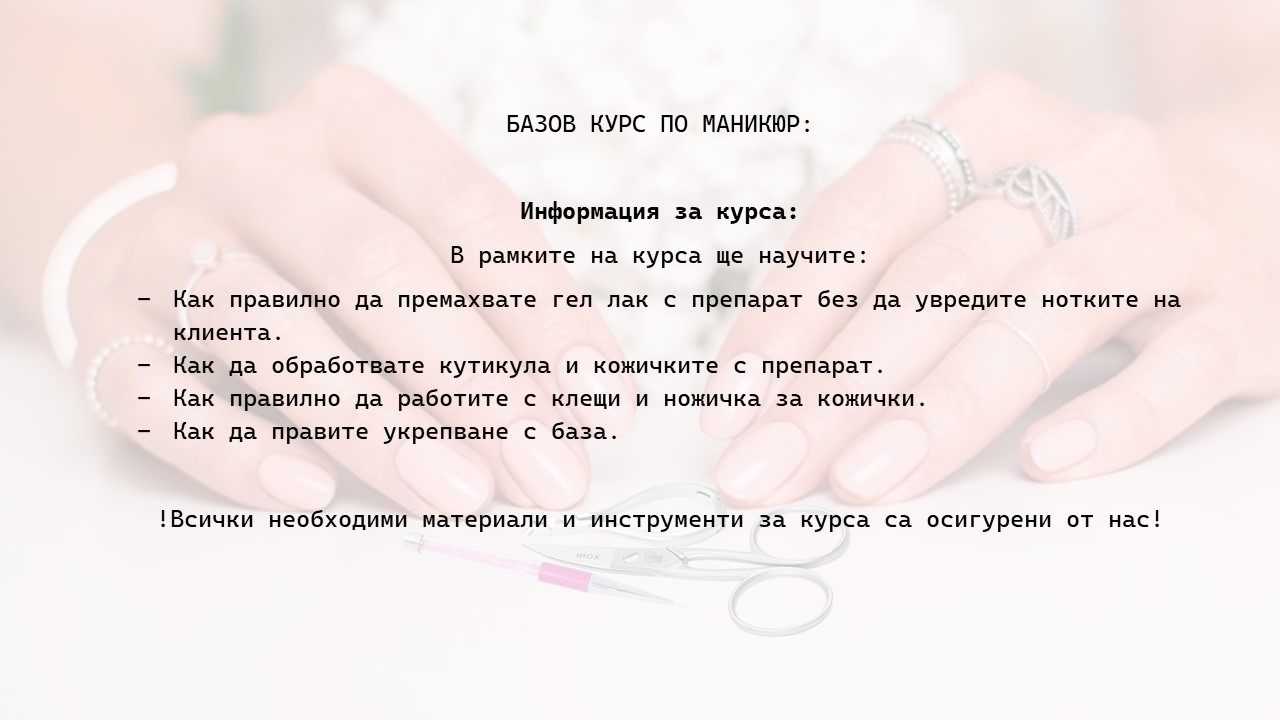 БАЗОВ КУРС ПО МАНИКЮР:
Информация за курса:
В рамките на курса ще научите:
– Как правилно да премахвате гел лак с препарат без да увредите нотките на
клиента.
– Как да обработвате кутикула и кожичките с препарат.
– Как правилно да работите с клещи и ножичка за кожички.
– Как да правите укрепване с база.
!Всички необходими материали и инструменти за курса са осигурени от нас!
INOX